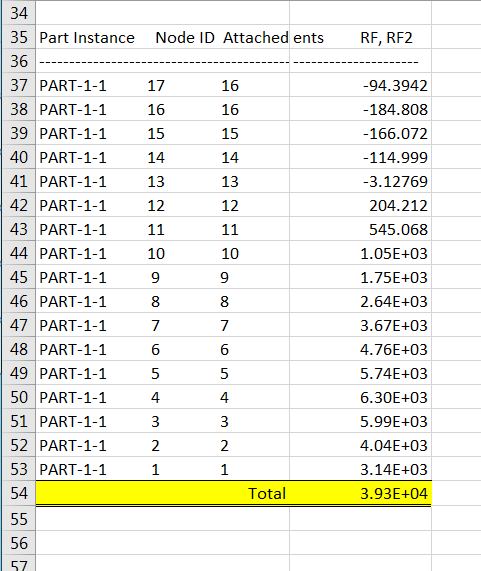 34
35 Part Instance Node ID Attached ents RF, RF2
36 --------------------------------------------------------------------------------
37 PART-1-1 17 16 -94.3942
38 PART-1-1 16 16 -184.808
39 PART-1-1 15 15 -166.072
40 PART-1-1 14 14 -114.999
41 PART-1-1 13 13 -3.12769
42 PART-1-1 12 12 204.212
43 PART-1-1 11 11 545.068
44 PART-1-1 10 10 1.05E+03
45 PART-1-1 9 9 1.75E+03
46 PART-1-1 8 8 2.64E+03
47 PART-1-1 7 7 3.67E+03
48 PART-1-1 6 6 4.76E+03
49 PART-1-1 5 5 5.74E+03
50 PART-1-1 4 4 6.30E+03
51 PART-1-1 3 3 5.99E+03
52 PART-1-1 2 2 4.04E+03
53 PART-1-1 1 1 3.14E+03
54 Total 3.93E+04
55
56
57